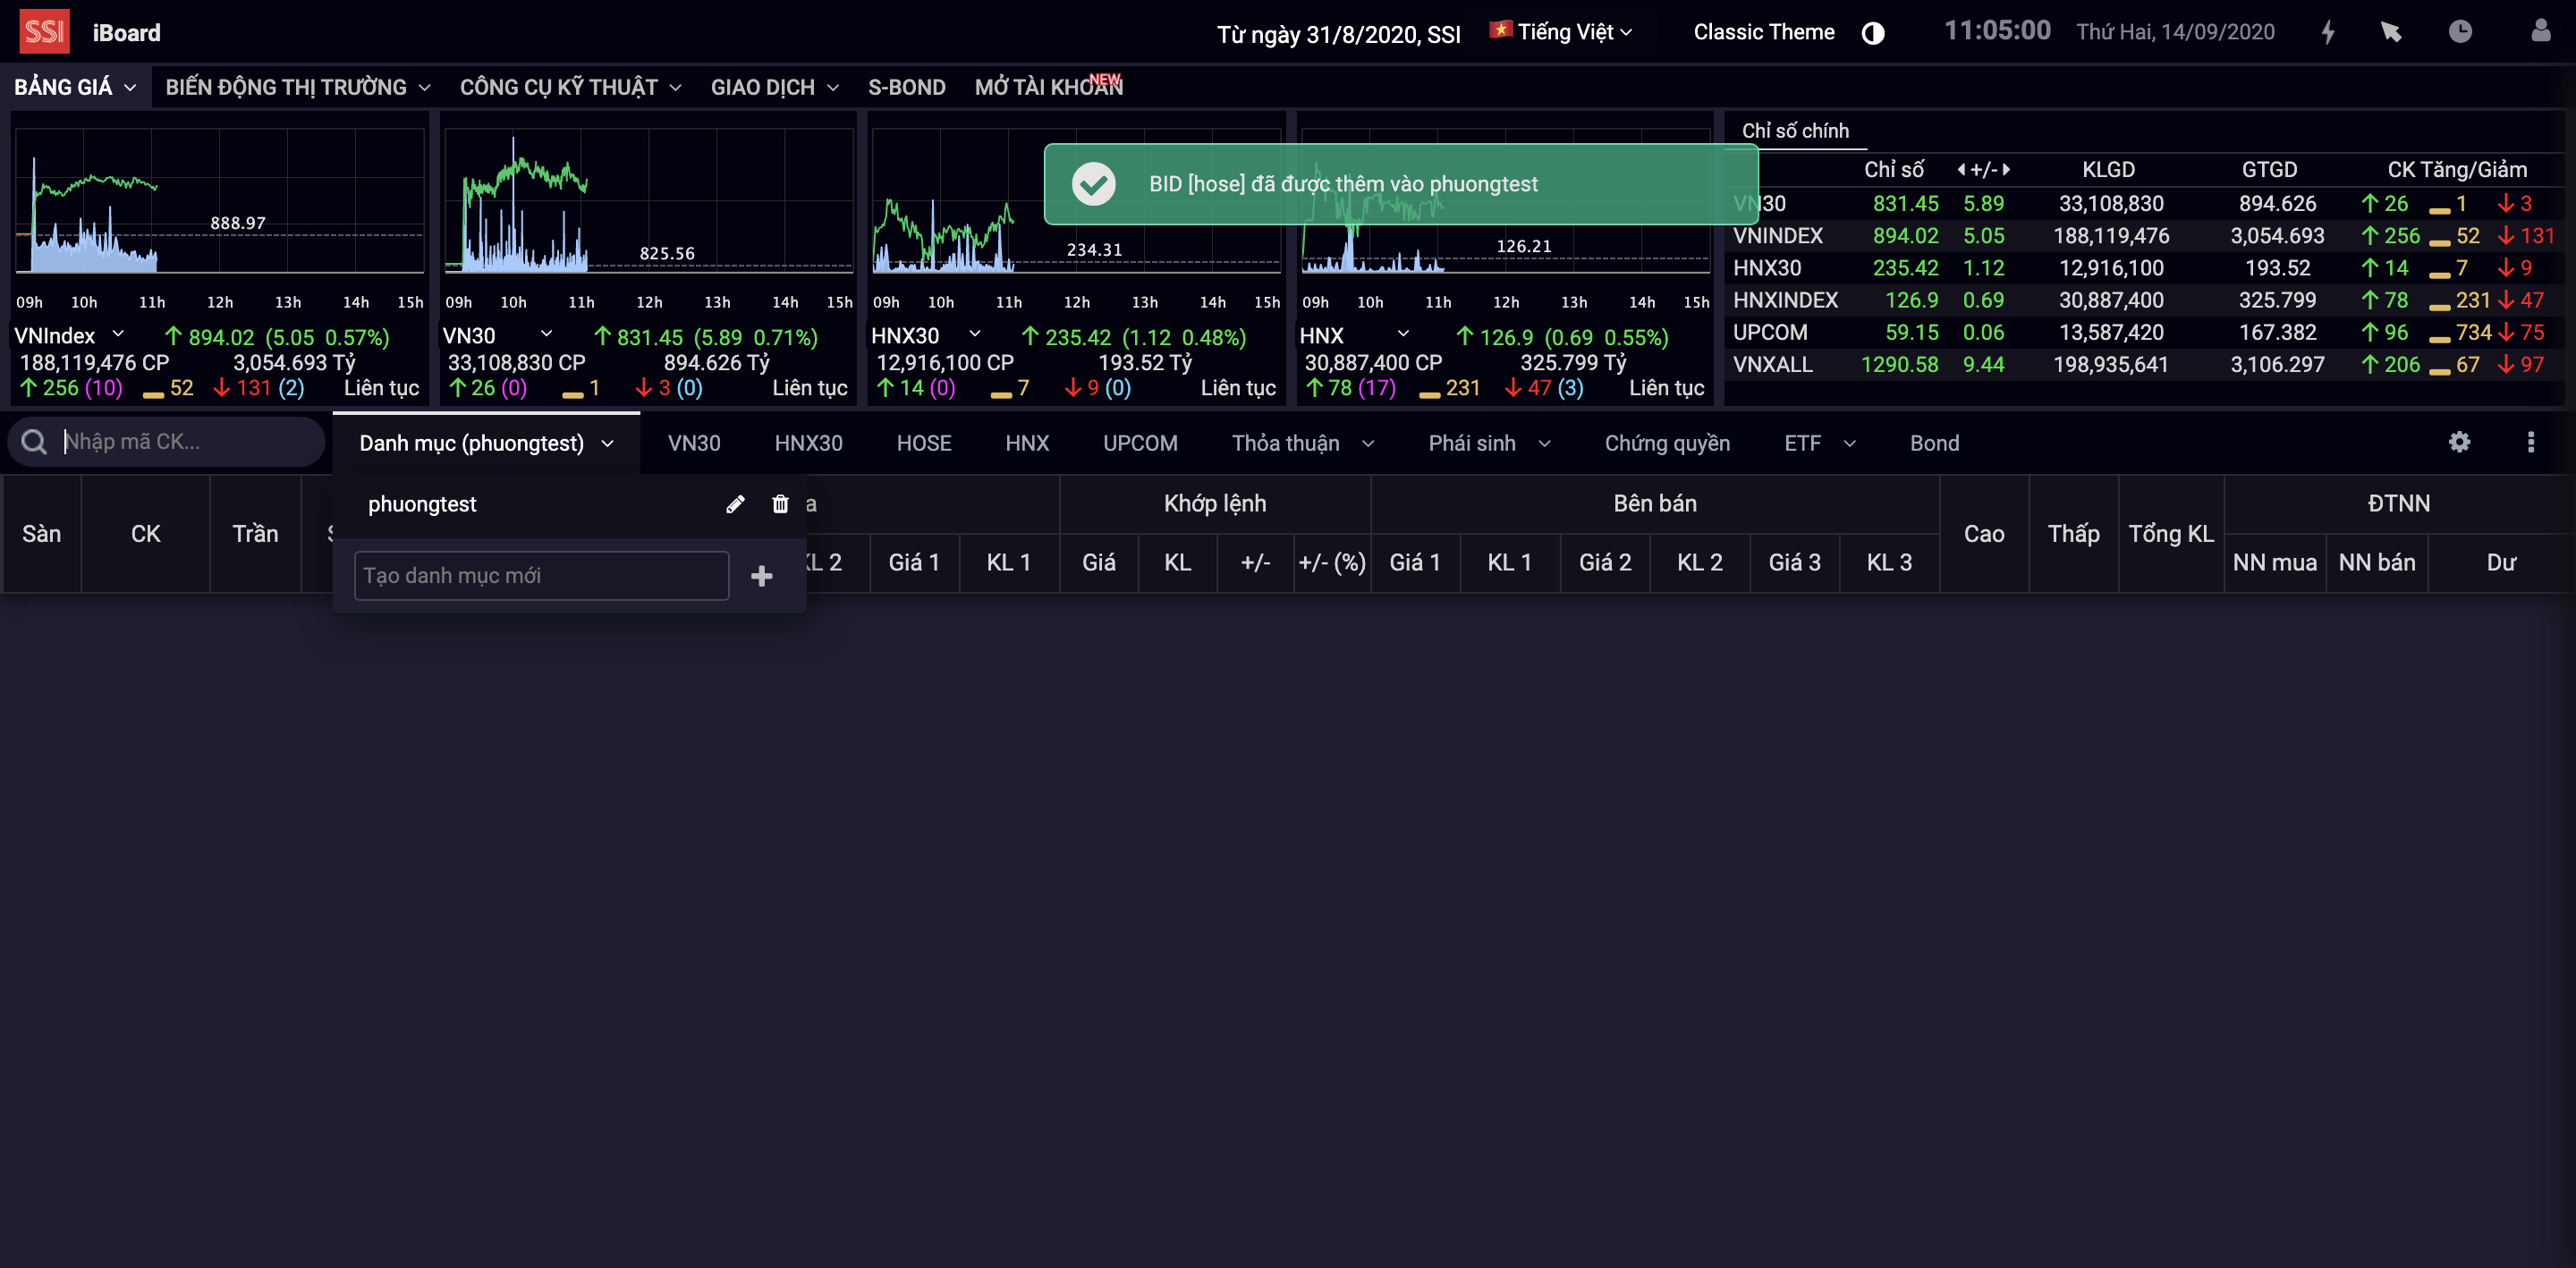 SSI iBoard Từ ngày 31/8/2020, SSI Tiếng Việt Classic Theme 11:05:00 Thứ Hai, 14/09/2020
BẢNG GIÁ BIẾN ĐỘNG THỊ TRƯỜNG CÔNG CỤ KỸ THUẬT GIAO DỊCH S-BOND MỞ TÀI KHOẢN NEW
888.97
09h 10h 11h 12h 13h 14h 15h
VNIndex 894.02 (5.05 0.57%)
188,119,476 CP 3,054.693 Tỷ
256 (10) 52 131 (2) Liên tục
825.56
09h 10h 11h 12h 13h 14h 15h
VN30 831.45 (5.89 0.71%)
33,108,830 CP 894.626 Tỷ
26 (0) 1 3 (0) Liên tục
234.31
09h 10h 11h 12h 13h 14h 15h
HNX30 235.42 (1.12 0.48%)
12,916,100 CP 193.52 Tỷ
14 (0) 7 9 (0) Liên tục
126.21
09h 10h 11h 12h 13h 14h 15h
HNX 126.9 (0.69 0.55%)
30,887,400 CP 325.799 Tỷ
78 (17) 231 47 (3) Liên tục
BID [hose] đã được thêm vào phuongtest
Chỉ số chính
Chỉ số +/- KLGD GTGD CK Tăng/Giảm
VN30 831.45 5.89 33,108,830 894.626 26 1 3
VNINDEX 894.02 5.05 188,119,476 3,054.693 256 52 131
HNX30 235.42 1.12 12,916,100 193.52 14 7 9
HNXINDEX 126.9 0.69 30,887,400 325.799 78 231 47
UPCOM 59.15 0.06 13,587,420 167.382 96 734 75
VNXALL 1290.58 9.44 198,935,641 3,106.297 206 67 97
Nhập mã CK... Danh mục (phuongtest) VN30 HNX30 HOSE HNX UPCOM Thỏa thuận Phái sinh Chứng quyền ETF Bond
phuongtest
Tạo danh mục mới
a Khớp lệnh Bên bán ĐTNN
Sàn CK Trần Cao Thấp Tổng KL
KL 2 Giá 1 KL 1 Giá KL +/- +/- (%) Giá 1 KL 1 Giá 2 KL 2 Giá 3 KL 3 NN mua NN bán Dư